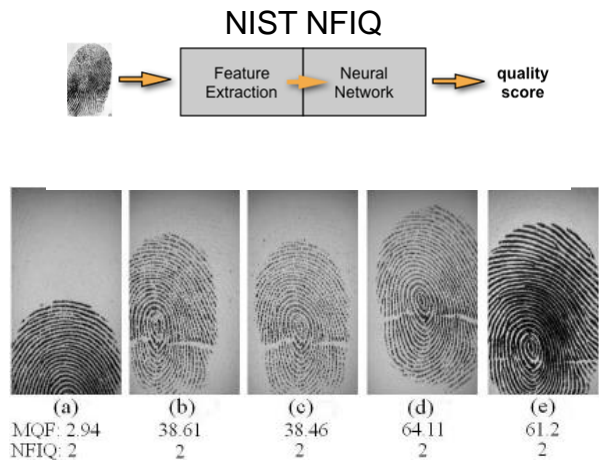 NIST NFIQ
Feature
Extraction
Neural
Network
quality
score
(a) (b) (c) (d) (e)
MQF: 2.94 38.61 38.46 64.11 61.2
NFIQ: 2 2 2 2 2